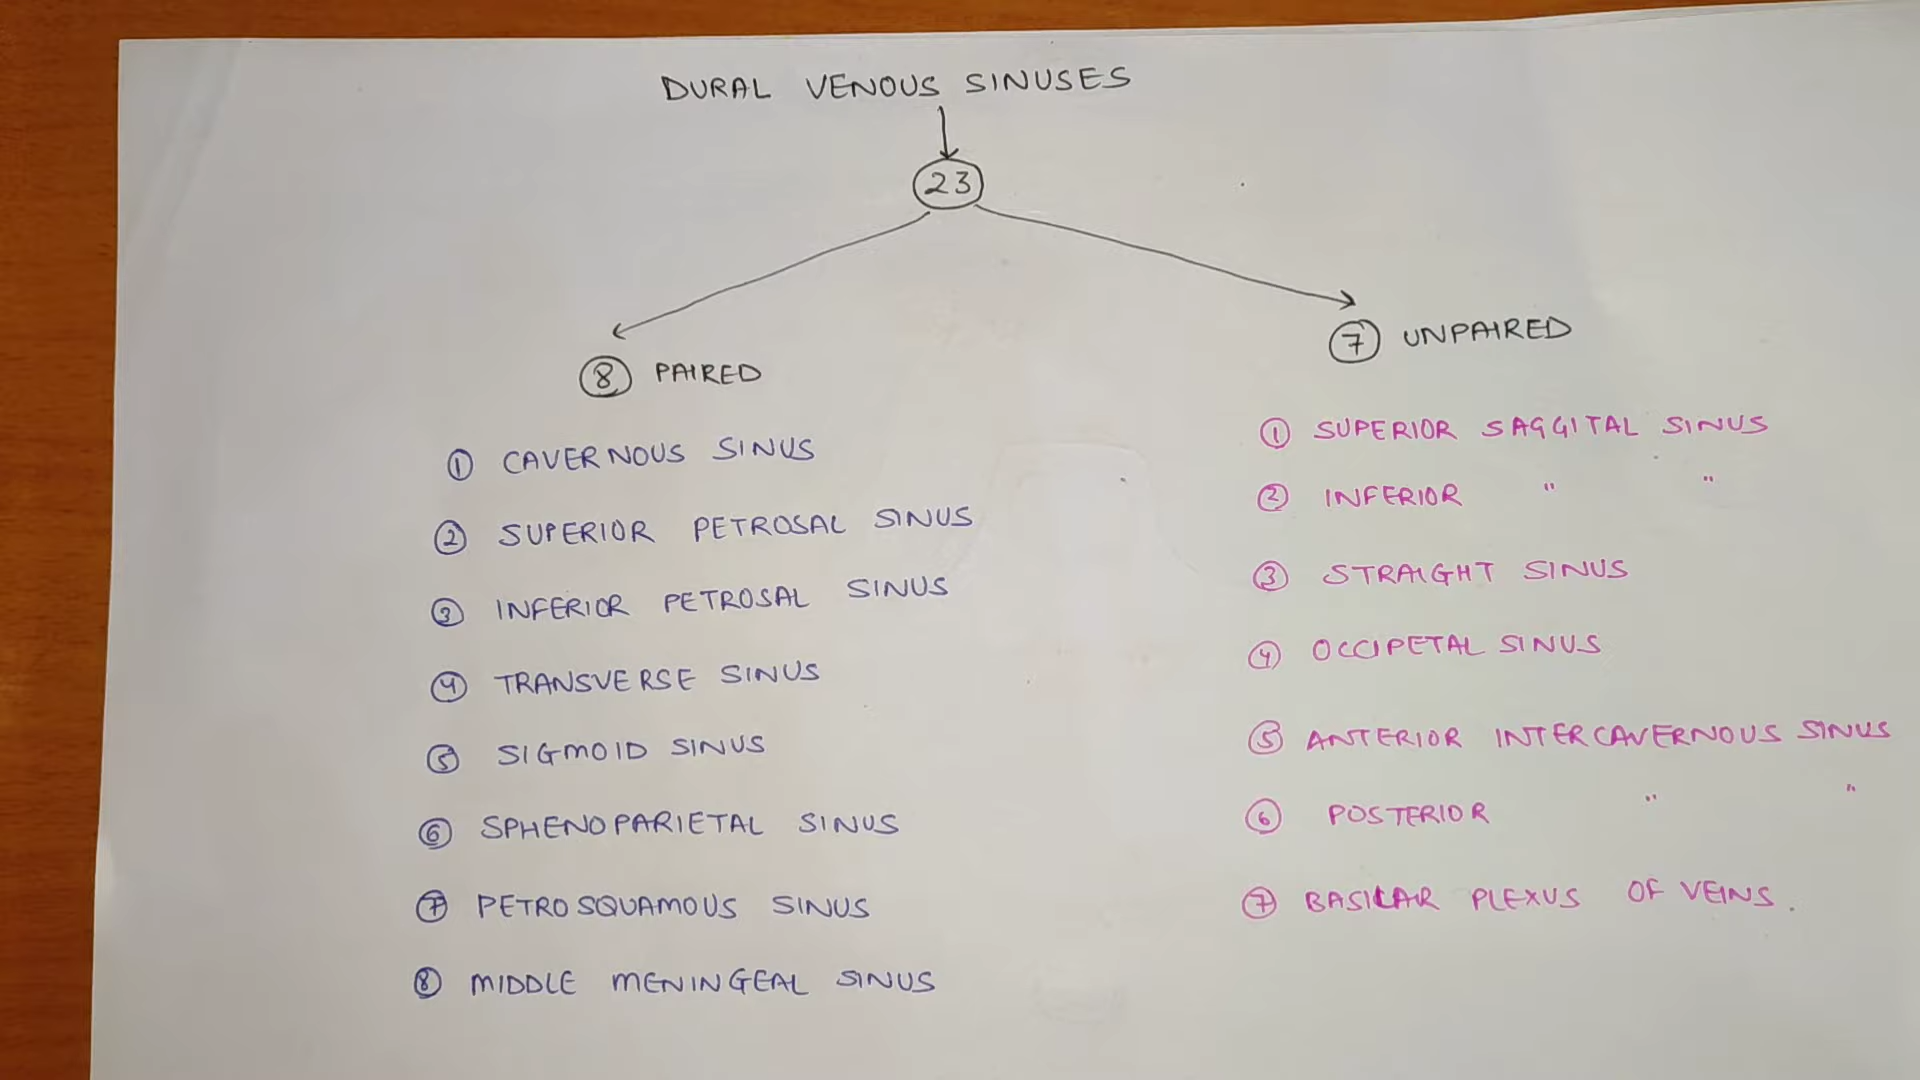 DURAL VENOUS SINUSES
23
8 PAIRED
1 CAVERNOUS SINUS
2 SUPERIOR PETROSAL SINUS
3 INFERIOR PETROSAL SINUS
4 TRANSVERSE SINUS
5 SIGMOID SINUS
6 SPHENOPARIETAL SINUS
7 PETROSQUAMOUS SINUS
8 MIDDLE MENINGEAL SINUS
7 UNPAIRED
1 SUPERIOR SAGGITAL SINUS
2 INFERIOR " "
3 STRAIGHT SINUS
4 OCCIPETAL SINUS
5 ANTERIOR INTERCAVERNOUS SINUS
6 POSTERIOR " "
7 BASILAR PLEXUS OF VEINS.